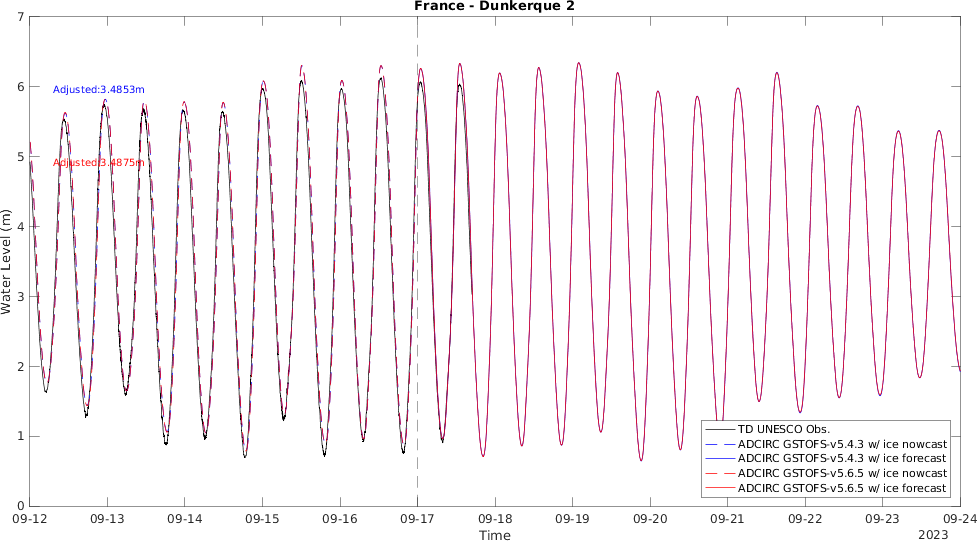 France - Dunkerque 2
7
6
5
4
3
2
1
0
Water Level (m)
Adjusted:3.4853m
Adjusted:3.4875m
TD UNESCO Obs.
ADCIRC GSTOFS-v5.4.3 w/ ice nowcast
ADCIRC GSTOFS-v5.4.3 w/ ice forecast
ADCIRC GSTOFS-v5.6.5 w/ ice nowcast
ADCIRC GSTOFS-v5.6.5 w/ ice forecast
09-12 09-13 09-14 09-15 09-16 09-17 09-18 09-19 09-20 09-21 09-22 09-23 09-24
Time
2023